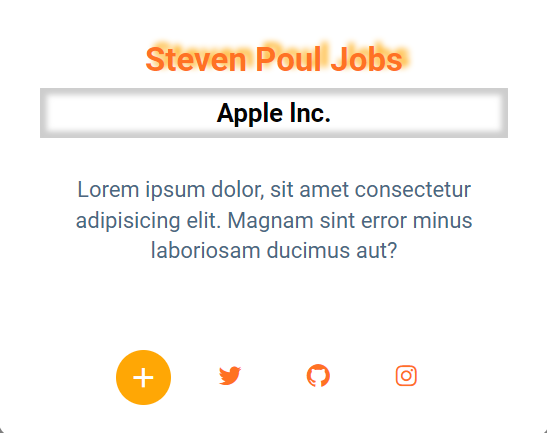 Steven Poul Jobs
Apple Inc.
Lorem ipsum dolor, sit amet consectetur
adipisicing elit. Magnam sint error minus
laboriosam ducimus aut?